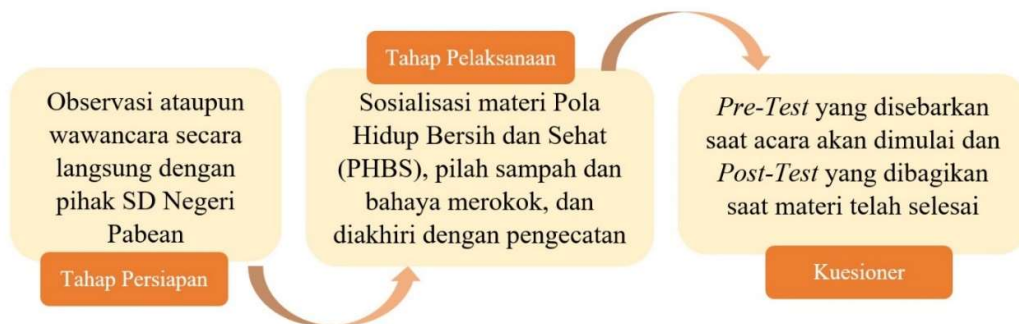 Observasi ataupun
wawancara secara
langsung dengan
pihak SD Negeri
Pabean
Tahap Persiapan
Tahap Pelaksanaan
Sosialisasi materi Pola
Hidup Bersih dan Sehat
(PHBS), pilah sampah dan
bahaya merokok, dan
diakhiri dengan pengecatan
Pre-Test yang disebarkan
saat acara akan dimulai dan
Post-Test yang dibagikan
saat materi telah selesai
Kuesioner